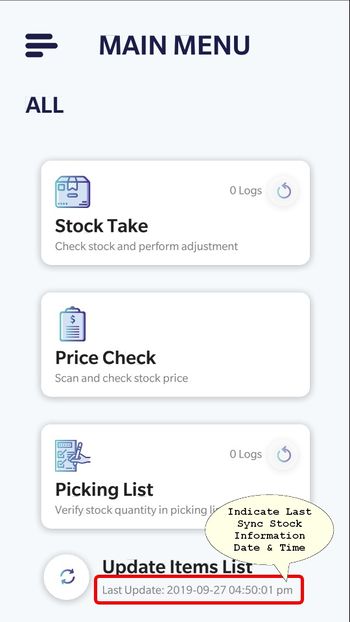 MAIN MENU
ALL
0 Logs
Stock Take
Check stock and perform adjustment
$
Price Check
Scan and check stock price
0 Logs
Picking List
Verify stock quantity in picking
Indicate Last
Sync Stock
Information
Date & Time
Update Items List
Last Update: 2019-09-27 04:50:01 pm